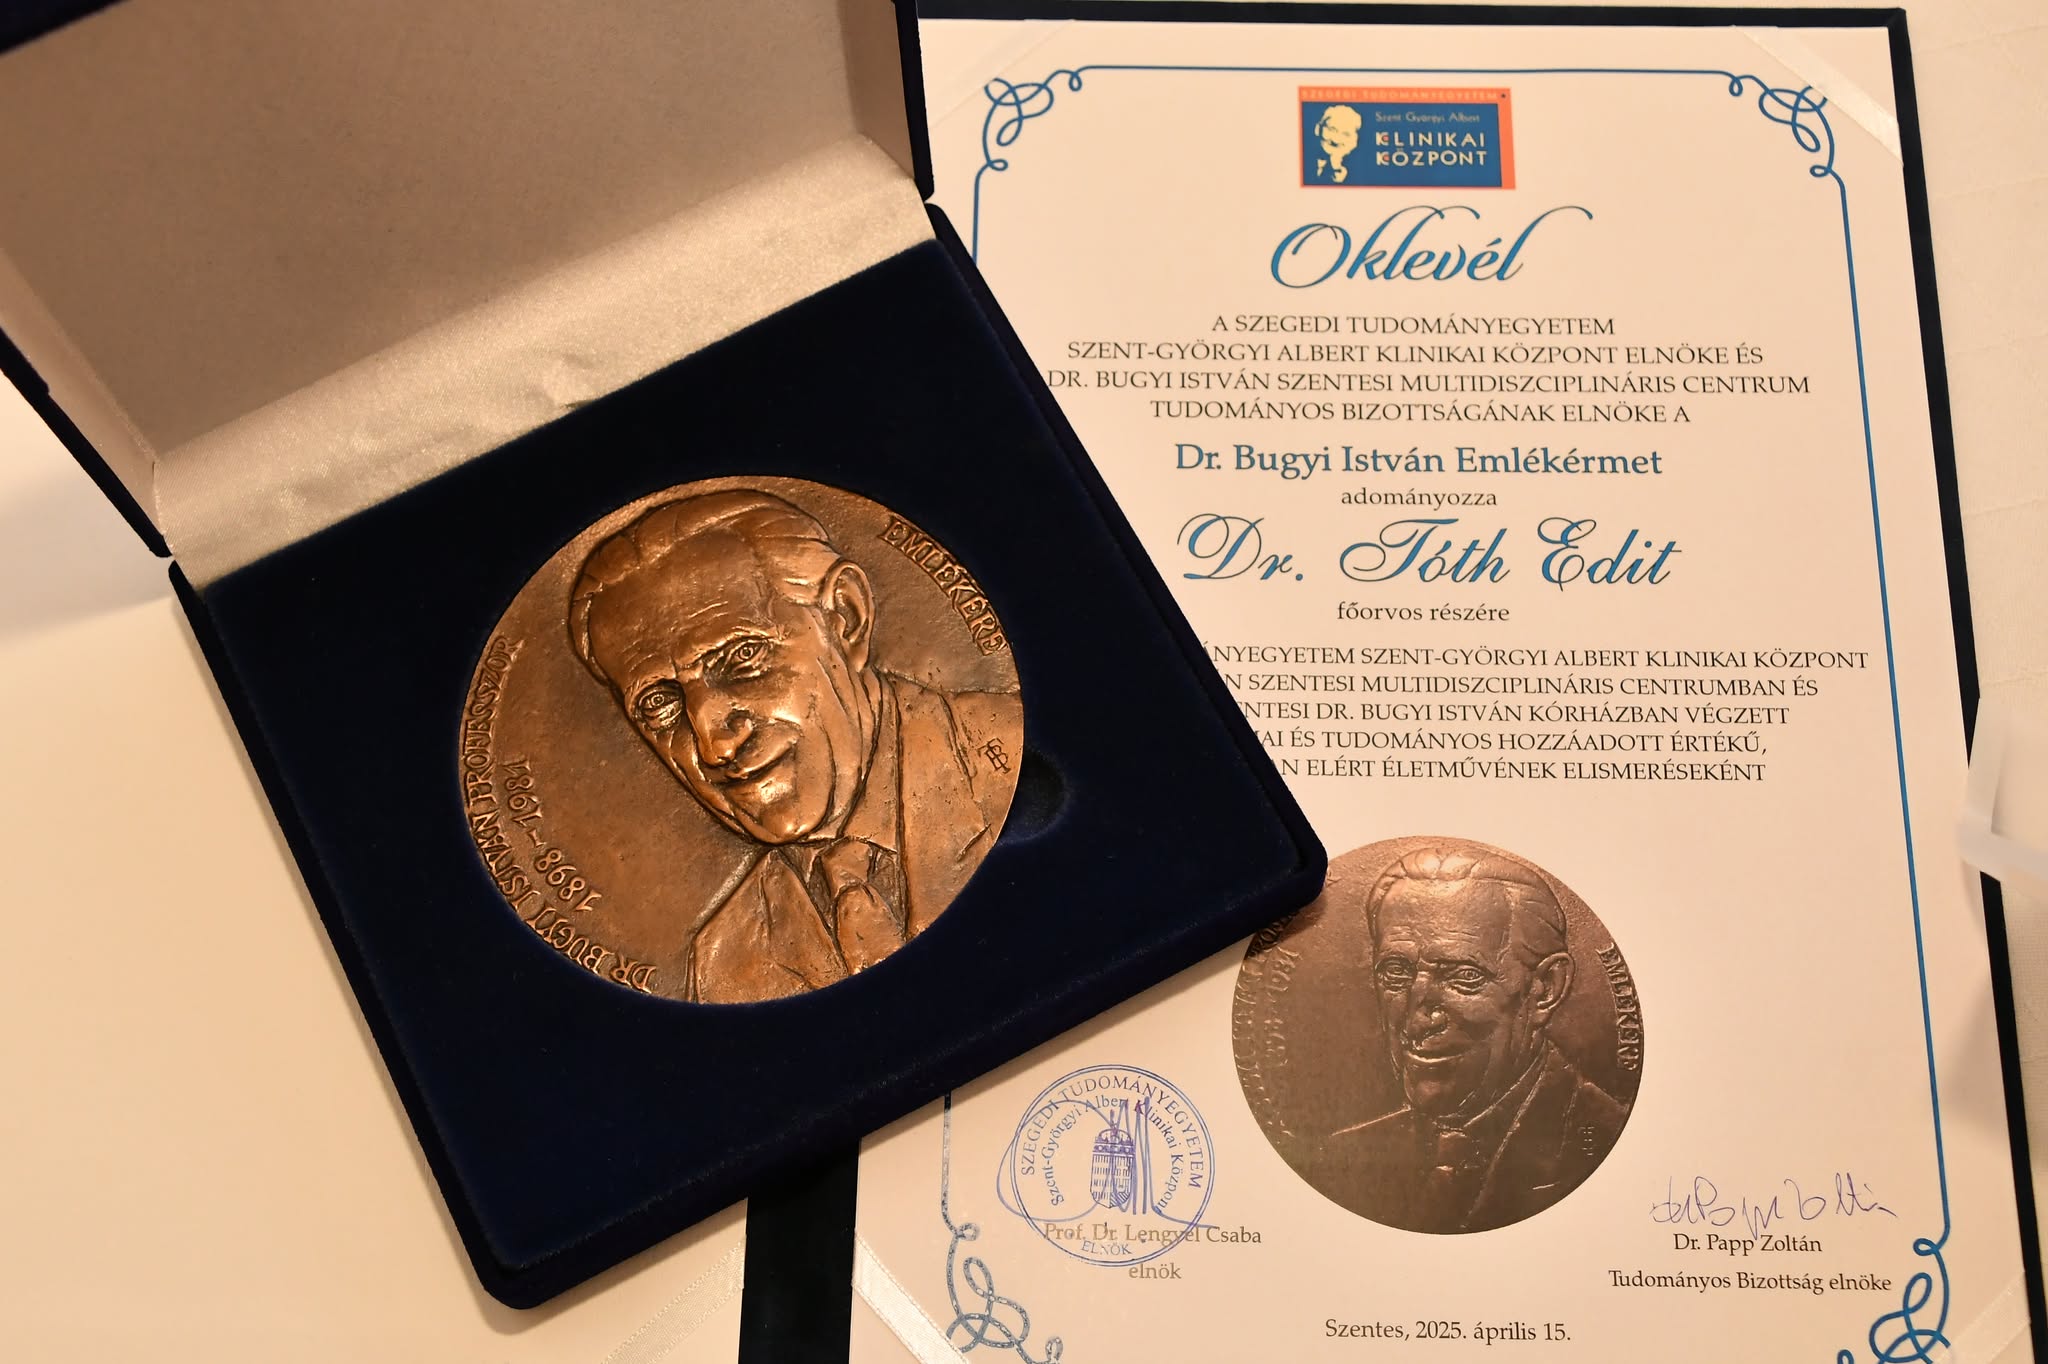 EMLÉKÉRE
DR. BUGYI ISTVÁN PROFESSZOR
1898-1981
SZEGEDI TUDOMÁNYEGYETEM
Szent-Györgyi Albert
KLINIKAI
KÖZPONT
Oklevél
A SZEGEDI TUDOMÁNYEGYETEM
SZENT-GYÖRGYI ALBERT KLINIKAI KÖZPONT ELNÖKE ÉS
DR. BUGYI ISTVÁN SZENTESI MULTIDISZCIPLINÁRIS CENTRUM
TUDOMÁNYOS BIZOTTSÁGÁNAK ELNÖKE A
Dr. Bugyi István Emlékérmet
adományozza
Dr. Tóth Edit
főorvos részére
SZENT-GYÖRGYI ALBERT KLINIKAI KÖZPONT
SZENTESI MULTIDISZCIPLINÁRIS CENTRUMBAN ÉS
DR. BUGYI ISTVÁN KÓRHÁZBAN VÉGZETT
ÉS TUDOMÁNYOS HOZZÁADOTT ÉRTÉKŰ,
ELÉRT ÉLETMŰVÉNEK ELISMERÉSEKÉNT
EMLÉKÉRE
1898-1981
SZEGEDI TUDOMÁNYEGYETEM
Szent-Györgyi Albert Klinikai Központ
ELNÖK
Prof. Dr. Lengyel Csaba
elnök
Dr. Papp Zoltán
Tudományos Bizottság elnöke
Szentes, 2025. április 15.